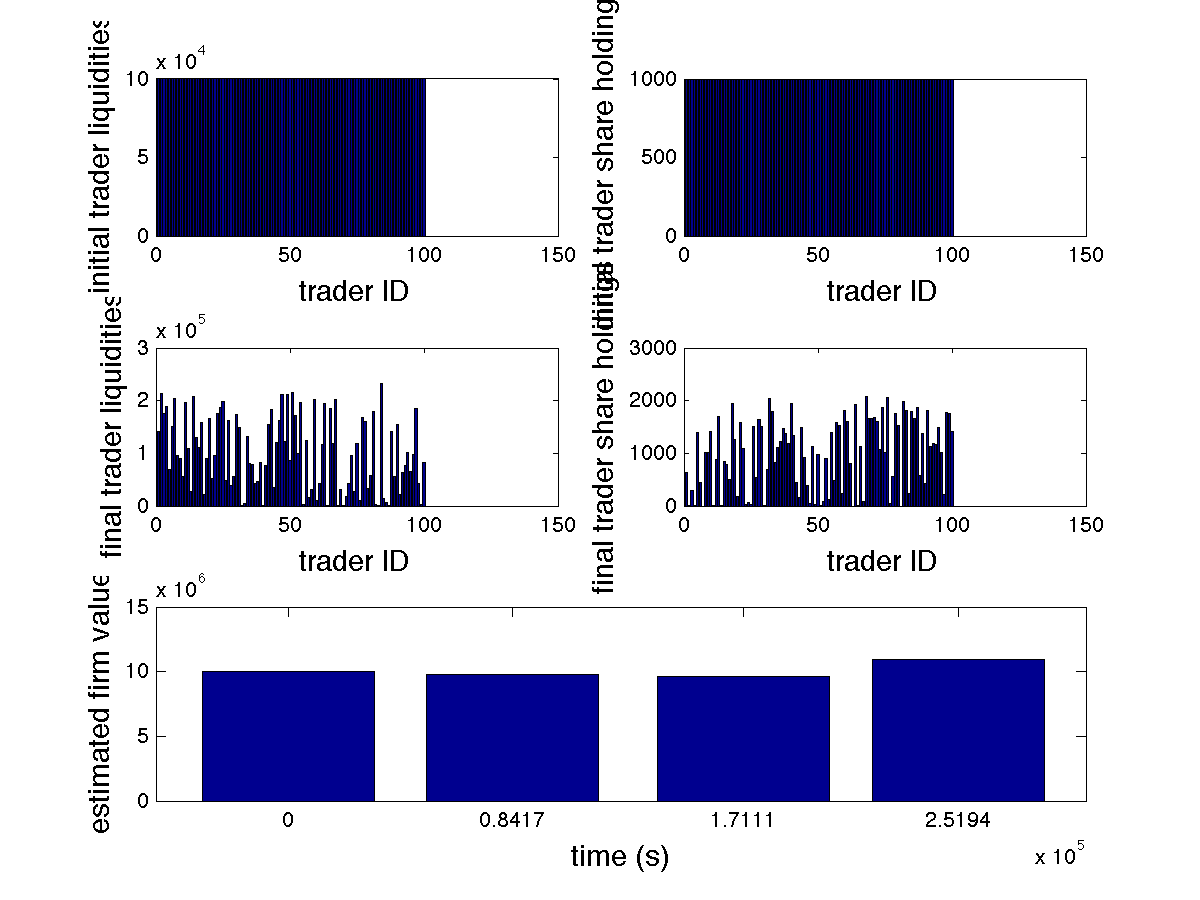 initial trader liquidities
x 10^4
10
5
0
0 50 100 150
trader ID
trader share holding
1000
500
0
0 50 100 150
trader ID
final trader liquidities
x 10^5
3
2
1
0
0 50 100 150
trader ID
final trader share holdings
3000
2000
1000
0
0 50 100 150
trader ID
estimated firm value
x 10^6
15
10
5
0
0 0.8417 1.7111 2.5194
time (s)
x 10^5